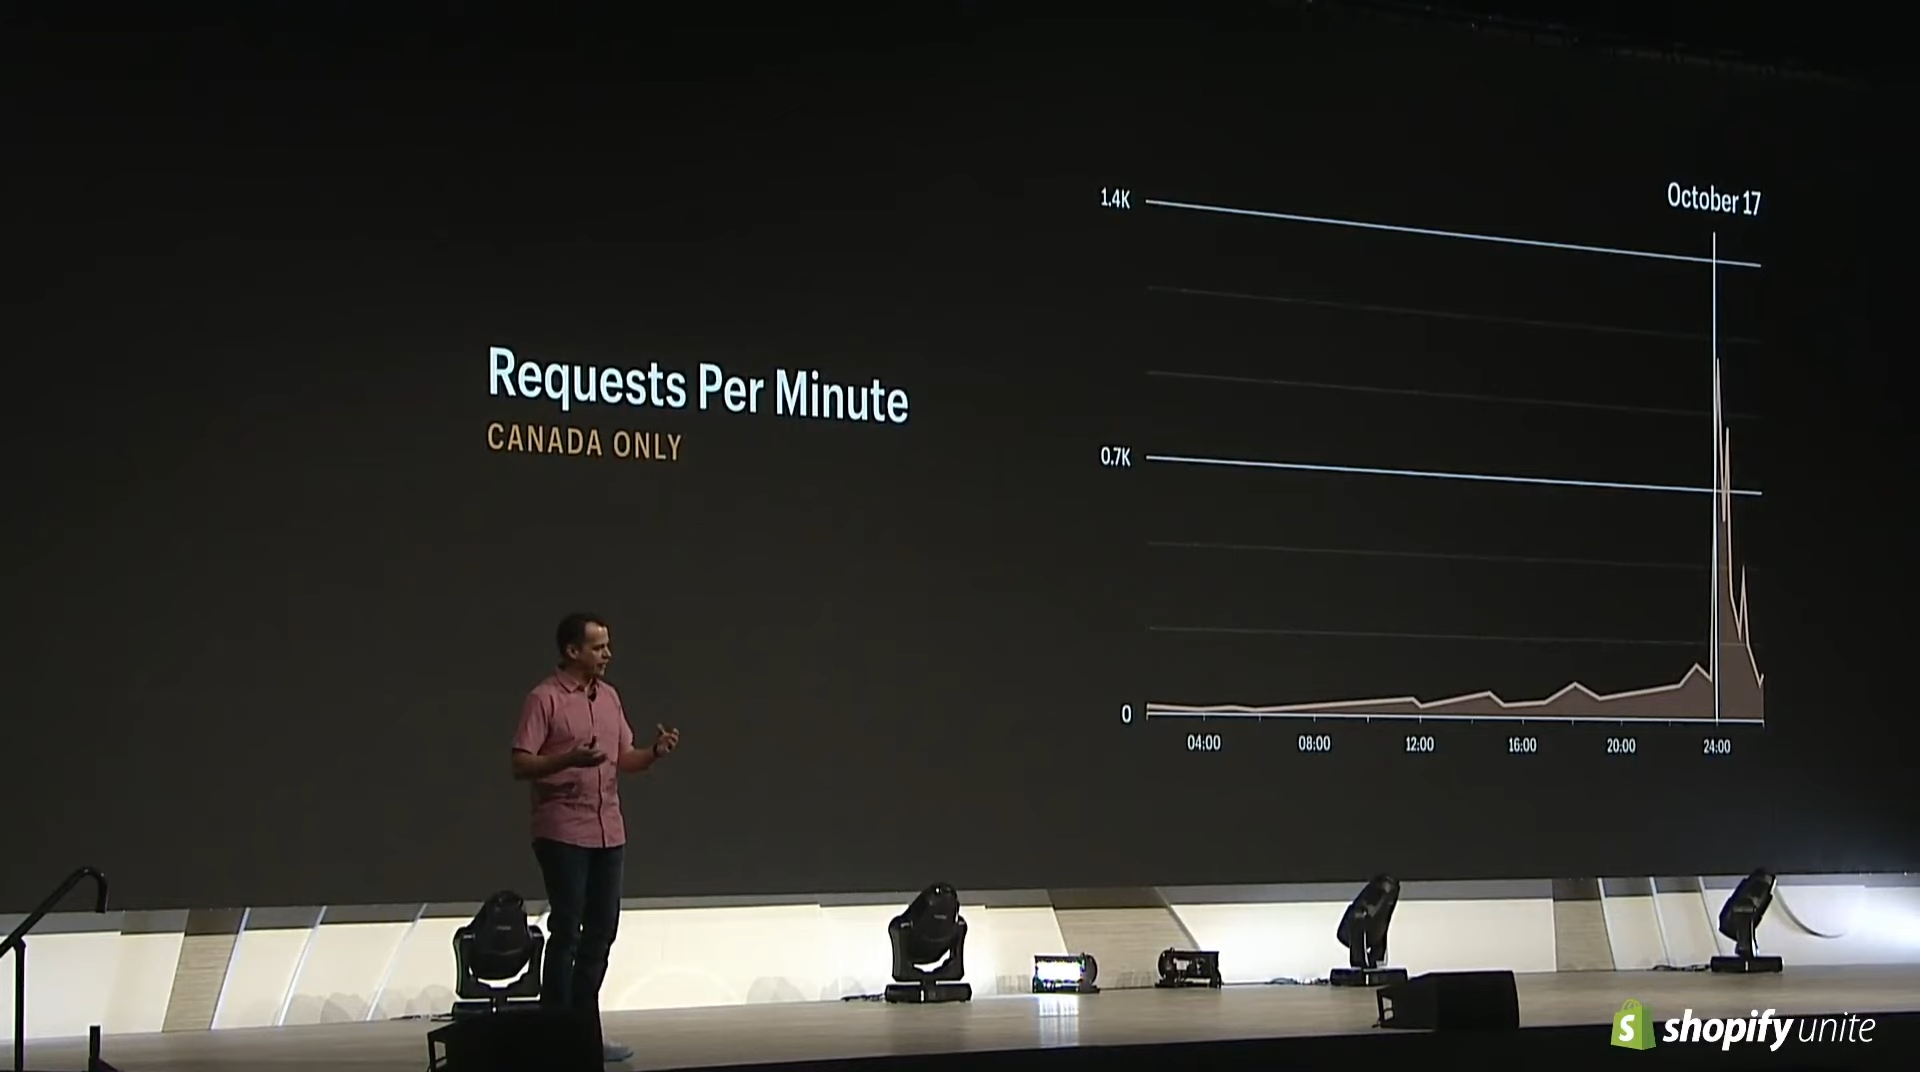 October 17
1.4K
Requests Per Minute
CANADA ONLY
0.7K
0
04:00 08:00 12:00 16:00 20:00 24:00
shopify unite